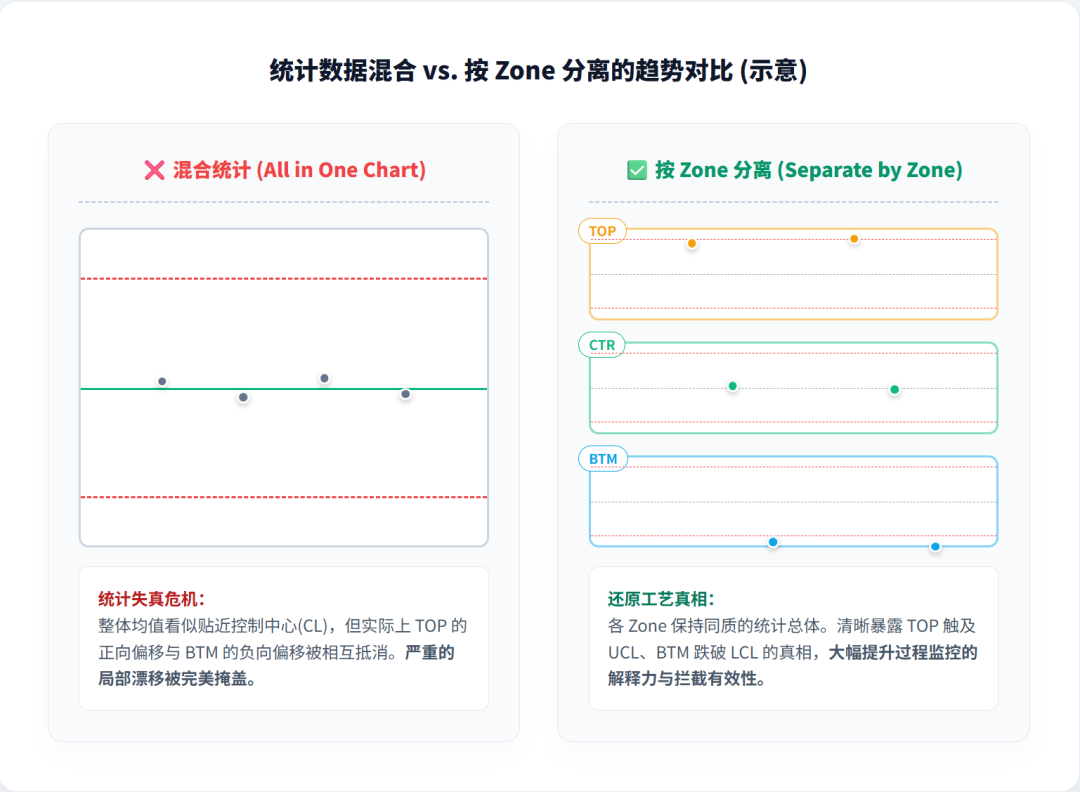 统计数据混合 vs. 按 Zone 分离的趋势对比 (示意)
❌ 混合统计 (All in One Chart)
统计失真危机：
整体均值看似贴近控制中心(CL)，但实际上 TOP 的
正向偏移与 BTM 的负向偏移被相互抵消。严重的
局部漂移被完美掩盖。
✅ 按 Zone 分离 (Separate by Zone)
TOP
CTR
BTM
还原工艺真相：
各 Zone 保持同质的统计总体。清晰暴露 TOP 触及
UCL、BTM 跌破 LCL 的真相，大幅提升过程监控的
解释力与拦截有效性。